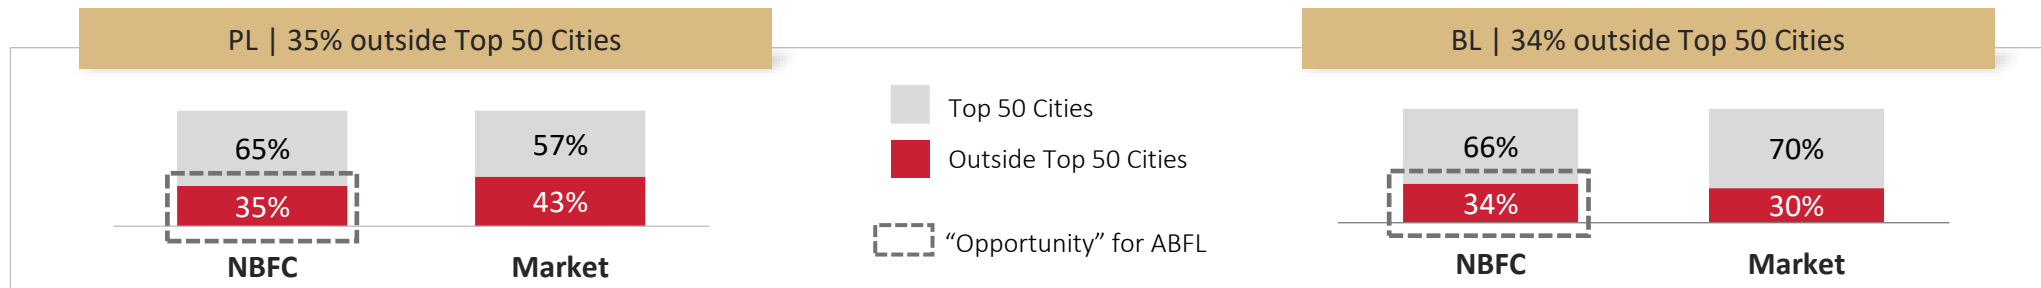 PL | 35% outside Top 50 Cities
65%
35%
NBFC
57%
43%
Market
Top 50 Cities
Outside Top 50 Cities
“Opportunity” for ABFL
BL | 34% outside Top 50 Cities
66%
34%
NBFC
70%
30%
Market